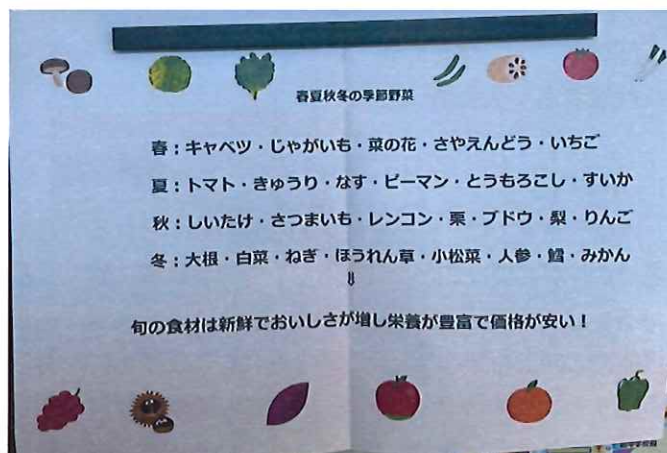 春夏秋冬の季節野菜
春：キャベツ・じゃがいも・菜の花・さやえんどう・いちご
夏：トマト・きゅうり・なす・ピーマン・とうもろこし・すいか
秋：しいたけ・さつまいも・レンコン・栗・ブドウ・梨・りんご
冬：大根・白菜・ねぎ・ほうれん草・小松菜・人参・鱈・みかん
⇓
旬の食材は新鮮でおいしさが増し栄養が豊富で価格が安い！